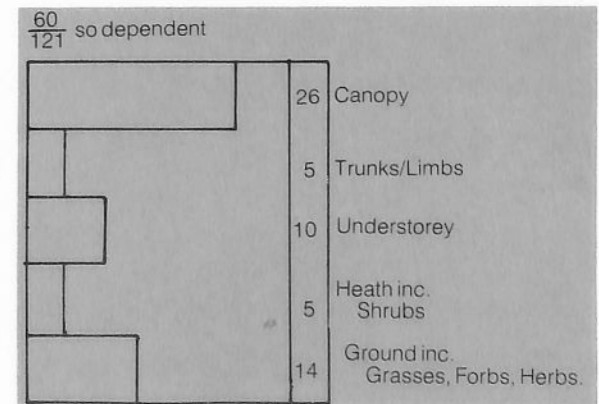 60/121 so dependent
26 Canopy
5 Trunks/Limbs
10 Understorey
5 Heath inc.
Shrubs
14 Ground inc.
Grasses, Forbs, Herbs.